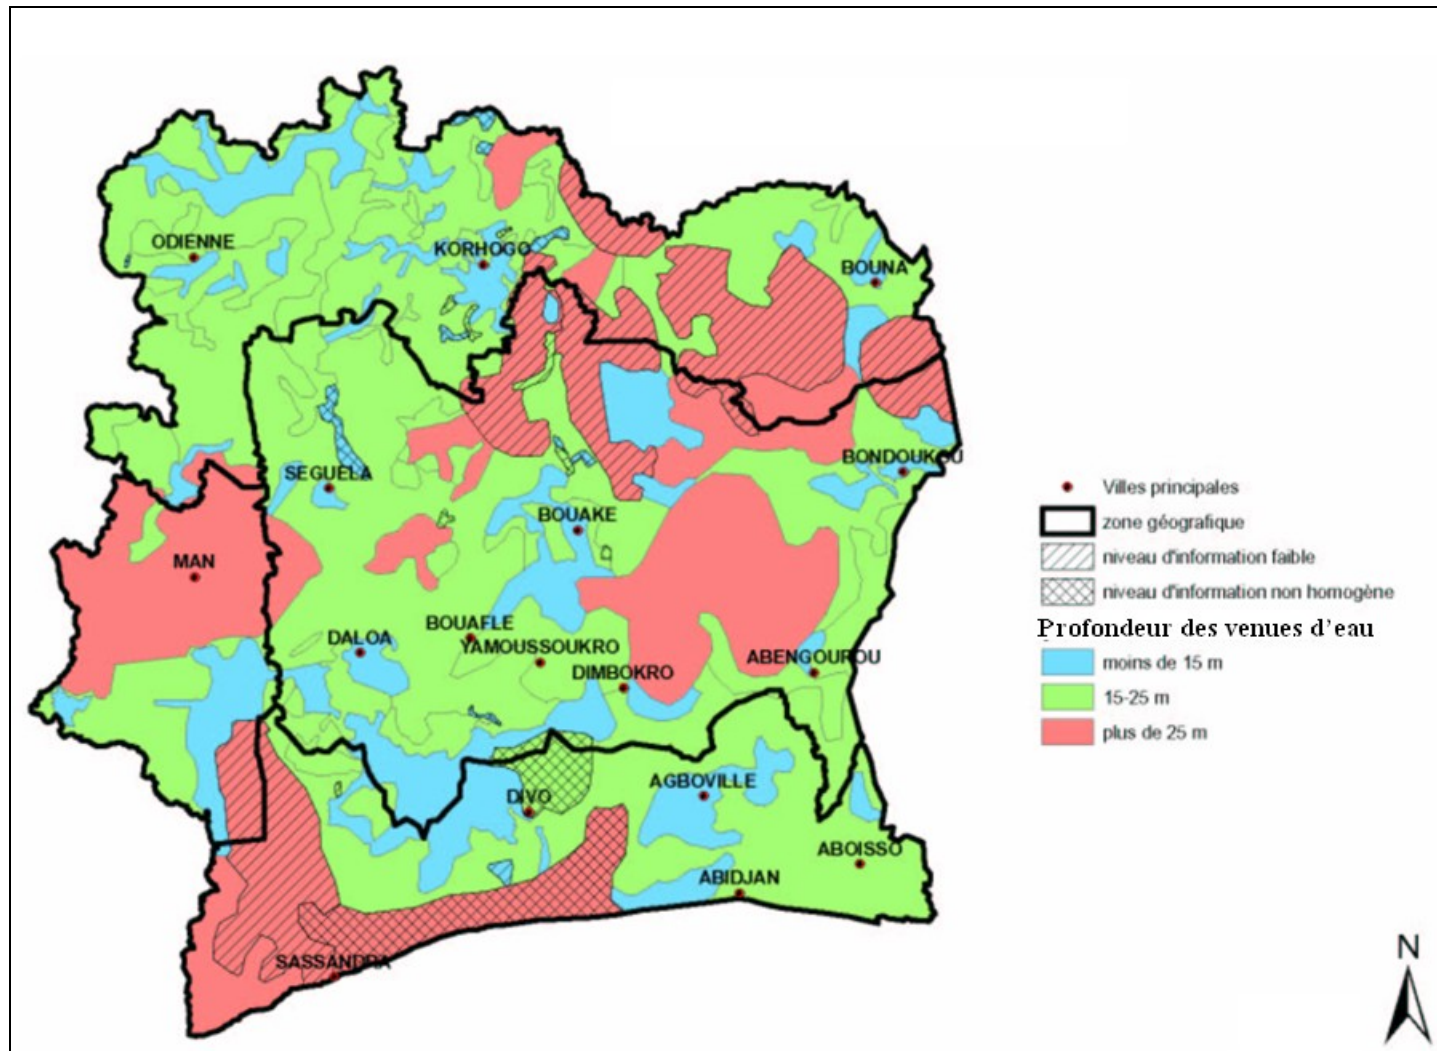 ODIENNE
KORHOGO
BOUNA
SEGUELA
BONDOUKOU
BOUAKE
MAN
BOUAFLE
DALOA
YAMOUSSOUKRO
ABENGOUROU
DIMBOKRO
AGBOVILLE
DIVO
ABOISSO
ABIDJAN
SASSANDRA
Villes principales
zone géografique
niveau d'information faible
niveau d'information non homogène
Profondeur des venues d'eau
moins de 15 m
15-25 m
plus de 25 m
N